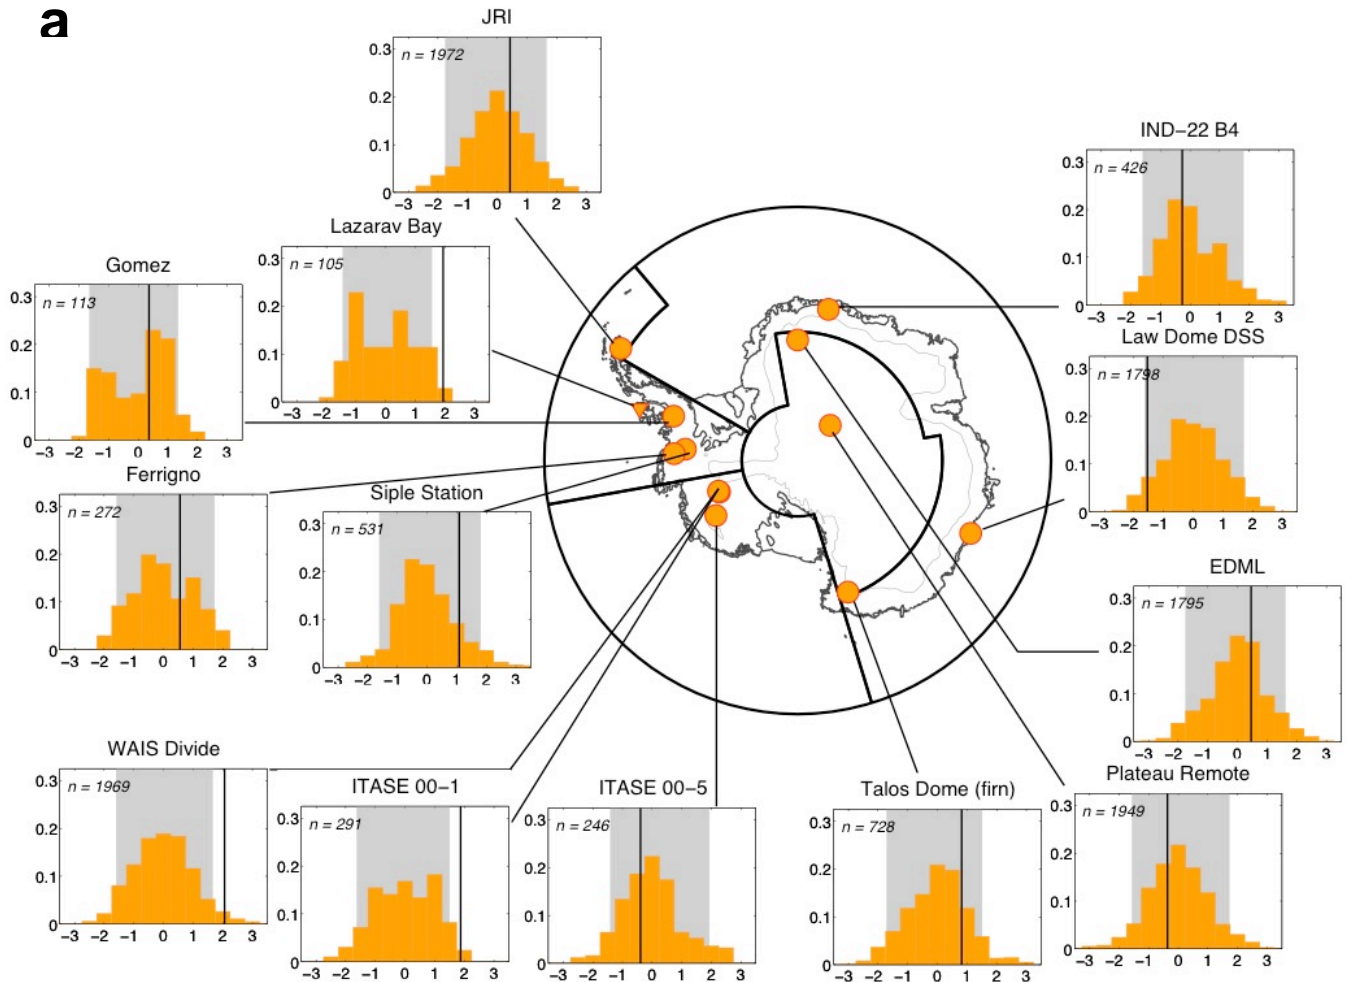 a
JRI
n = 1972
0.3
0.2
0.1
0
−3 −2 −1 0 1 2 3
IND−22 B4
n = 426
0.3
0.2
0.1
0
−3 −2 −1 0 1 2 3
Lazarav Bay
n = 105
0.3
0.2
0.1
0
−3 −2 −1 0 1 2 3
Gomez
n = 113
0.3
0.2
0.1
0
−3 −2 −1 0 1 2 3
Law Dome DSS
n = 1798
0.3
0.2
0.1
0
−3 −2 −1 0 1 2 3
Ferrigno
n = 272
0.3
0.2
0.1
0
−3 −2 −1 0 1 2 3
Siple Station
n = 531
0.3
0.2
0.1
0
−3 −2 −1 0 1 2 3
EDML
n = 1795
0.3
0.2
0.1
0
−3 −2 −1 0 1 2 3
WAIS Divide
n = 1969
0.3
0.2
0.1
0
−3 −2 −1 0 1 2 3
ITASE 00−1
n = 291
0.3
0.2
0.1
0
−3 −2 −1 0 1 2 3
ITASE 00−5
n = 246
0.3
0.2
0.1
0
−3 −2 −1 0 1 2 3
Talos Dome (firn)
n = 728
0.3
0.2
0.1
0
−3 −2 −1 0 1 2 3
Plateau Remote
n = 1949
0.3
0.2
0.1
0
−3 −2 −1 0 1 2 3